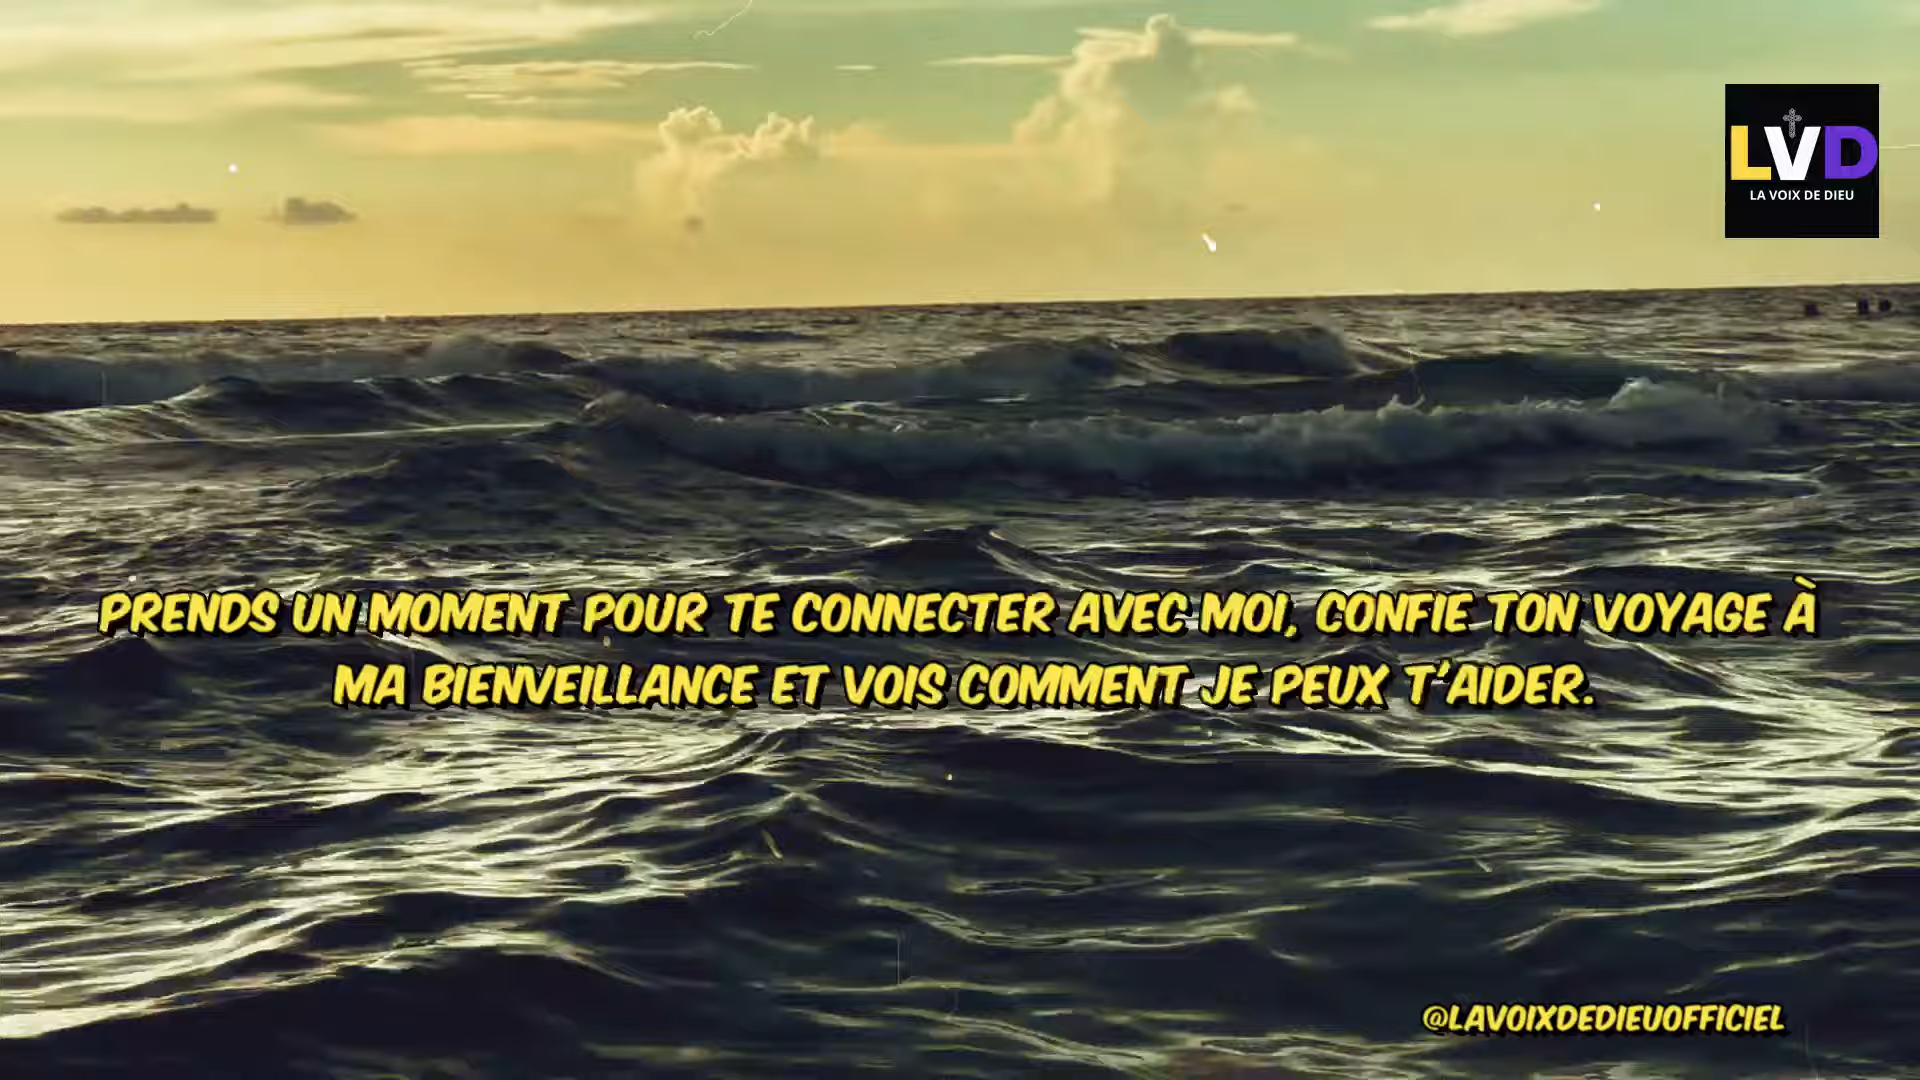 LVD
LA VOIX DE DIEU
PRENDS UN MOMENT POUR TE CONNECTER AVEC MOI, CONFIE TON VOYAGE À
MA BIENVEILLANCE ET VOIS COMMENT JE PEUX T'AIDER.
@LAVOIXDEDIEUOFFICIEL